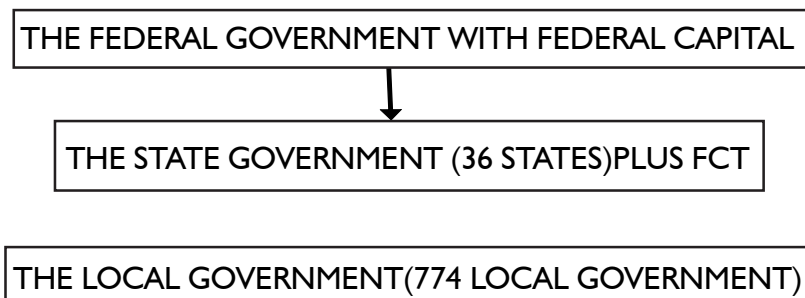 THE FEDERAL GOVERNMENT WITH FEDERAL CAPITAL
THE STATE GOVERNMENT (36 STATES)PLUS FCT
THE LOCAL GOVERNMENT(774 LOCAL GOVERNMENT)